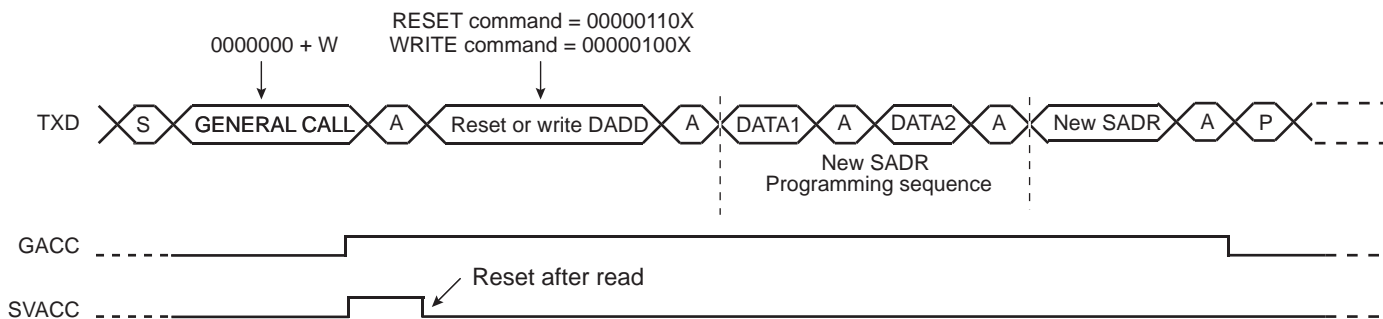 RESET command = 00000110X
0000000 + W
WRITE command = 00000100X
TXD S GENERAL CALL A Reset or write DADD A DATA1 A DATA2 A New SADR A P
New SADR
Programming sequence
GACC
Reset after read
SVACC